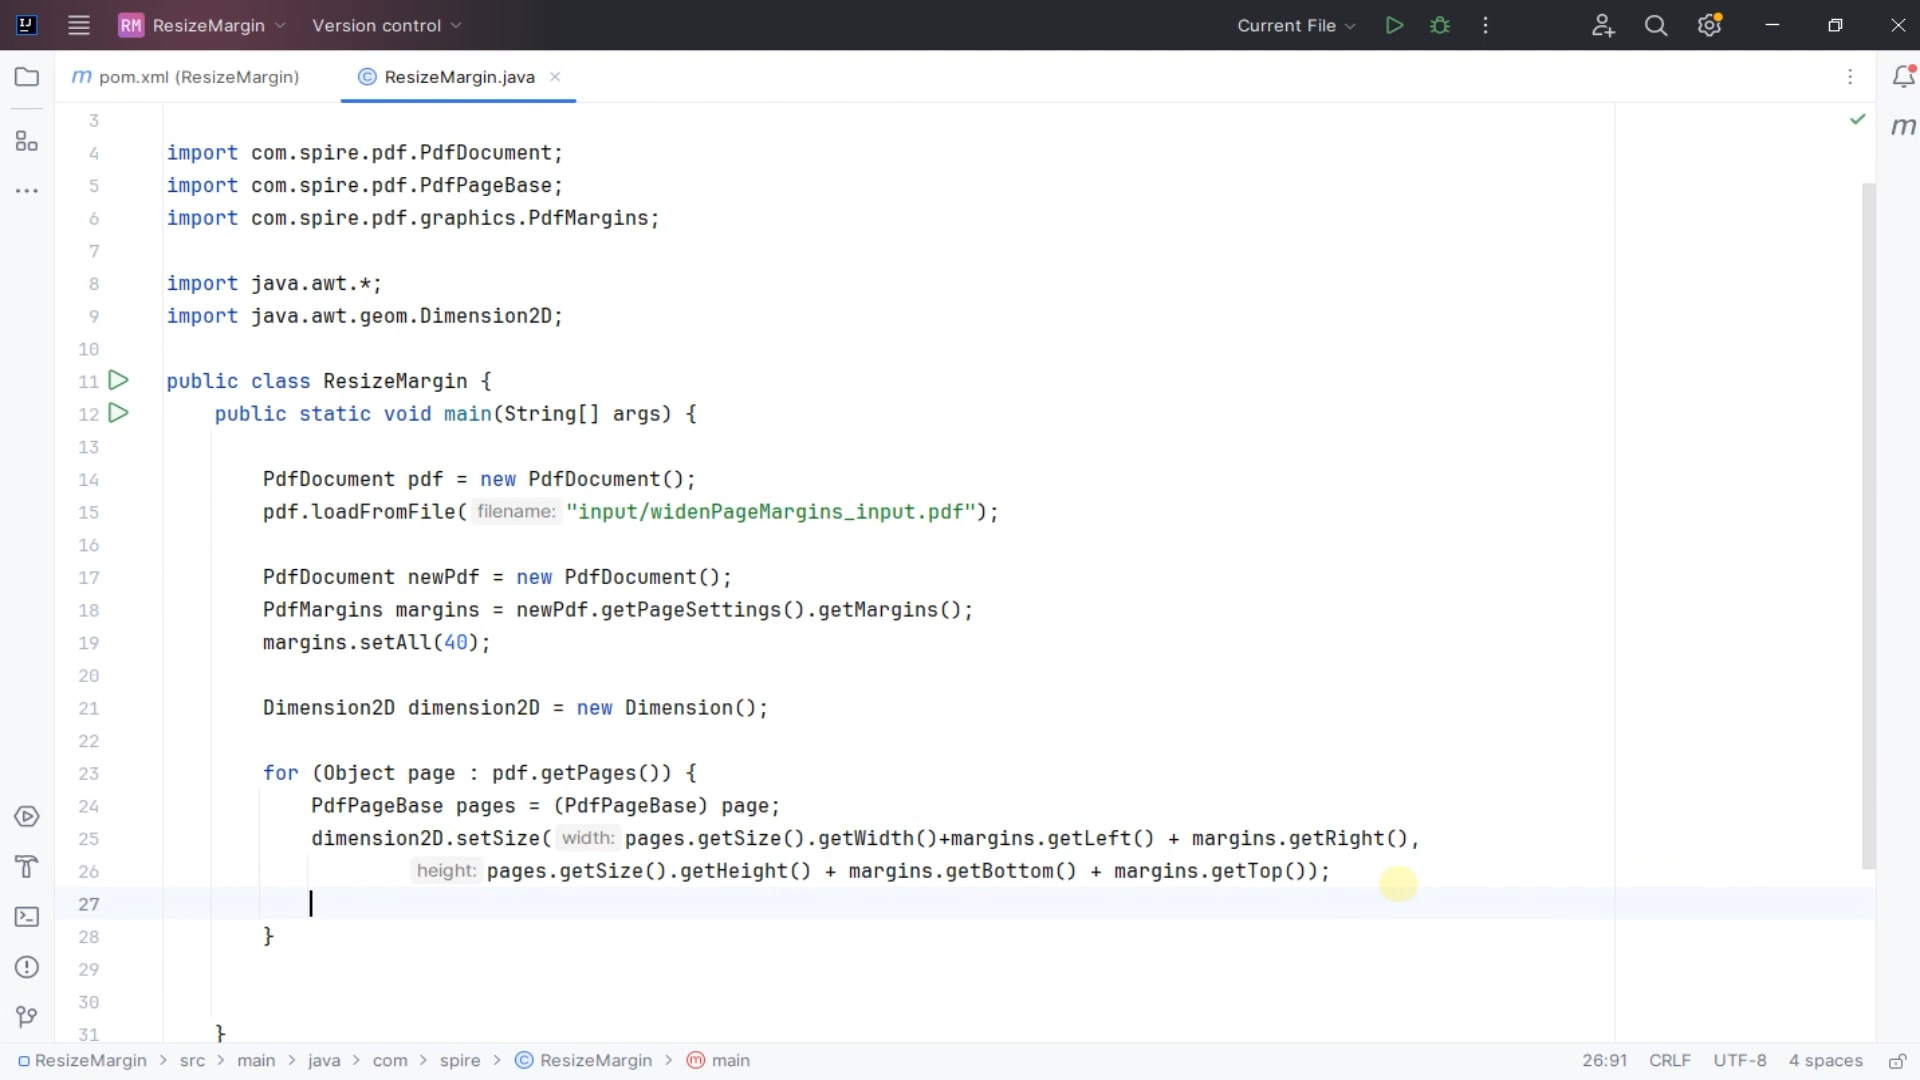 RM ResizeMargin Version control Current File
m pom.xml (ResizeMargin) © ResizeMargin.java
3
4 import com.spire.pdf.PdfDocument;
5 import com.spire.pdf.PdfPageBase;
6 import com.spire.pdf.graphics.PdfMargins;
7
8 import java.awt.*;
9 import java.awt.geom.Dimension2D;
10
11 public class ResizeMargin {
12 public static void main(String[] args) {
13
14 PdfDocument pdf = new PdfDocument();
15 pdf.loadFromFile( filename: "input/widenPageMargins_input.pdf");
16
17 PdfDocument newPdf = new PdfDocument();
18 PdfMargins margins = newPdf.getPageSettings().getMargins();
19 margins.setAll(40);
20
21 Dimension2D dimension2D = new Dimension();
22
23 for (Object page : pdf.getPages()) {
24 PdfPageBase pages = (PdfPageBase) page;
25 dimension2D.setSize( width: pages.getSize().getWidth()+margins.getLeft() + margins.getRight(),
26 height: pages.getSize().getHeight() + margins.getBottom() + margins.getTop());
27
28 }
29
30
31 }
ResizeMargin > src > main > java > com > spire > © ResizeMargin > m main 26:91 CRLF UTF-8 4 spaces